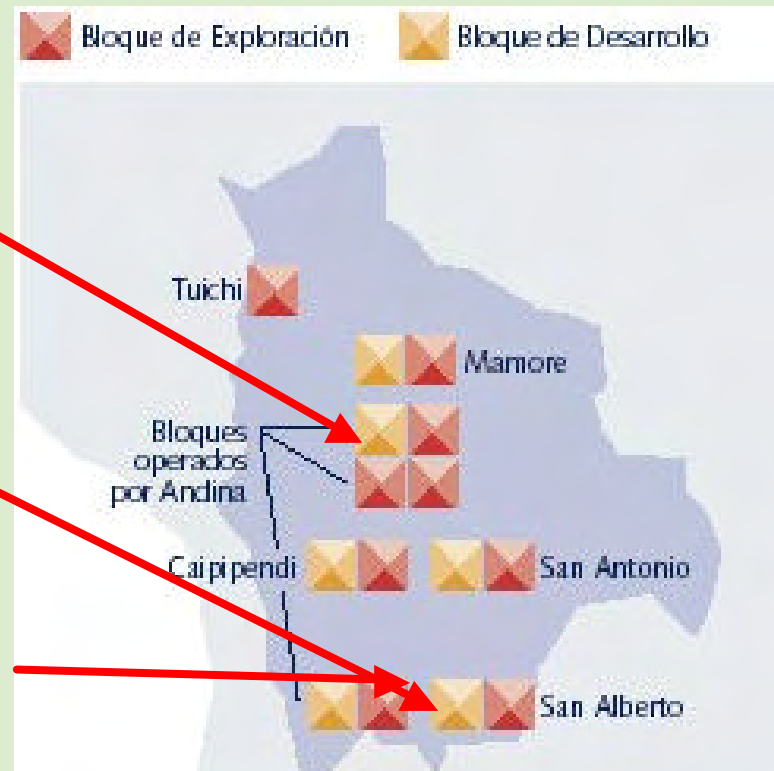 Bloque de Exploración
Bloque de Desarrollo
Tuichi
Mamore
Bloques
operados
por Andina
Caipipendi
San Antonio
San Alberto